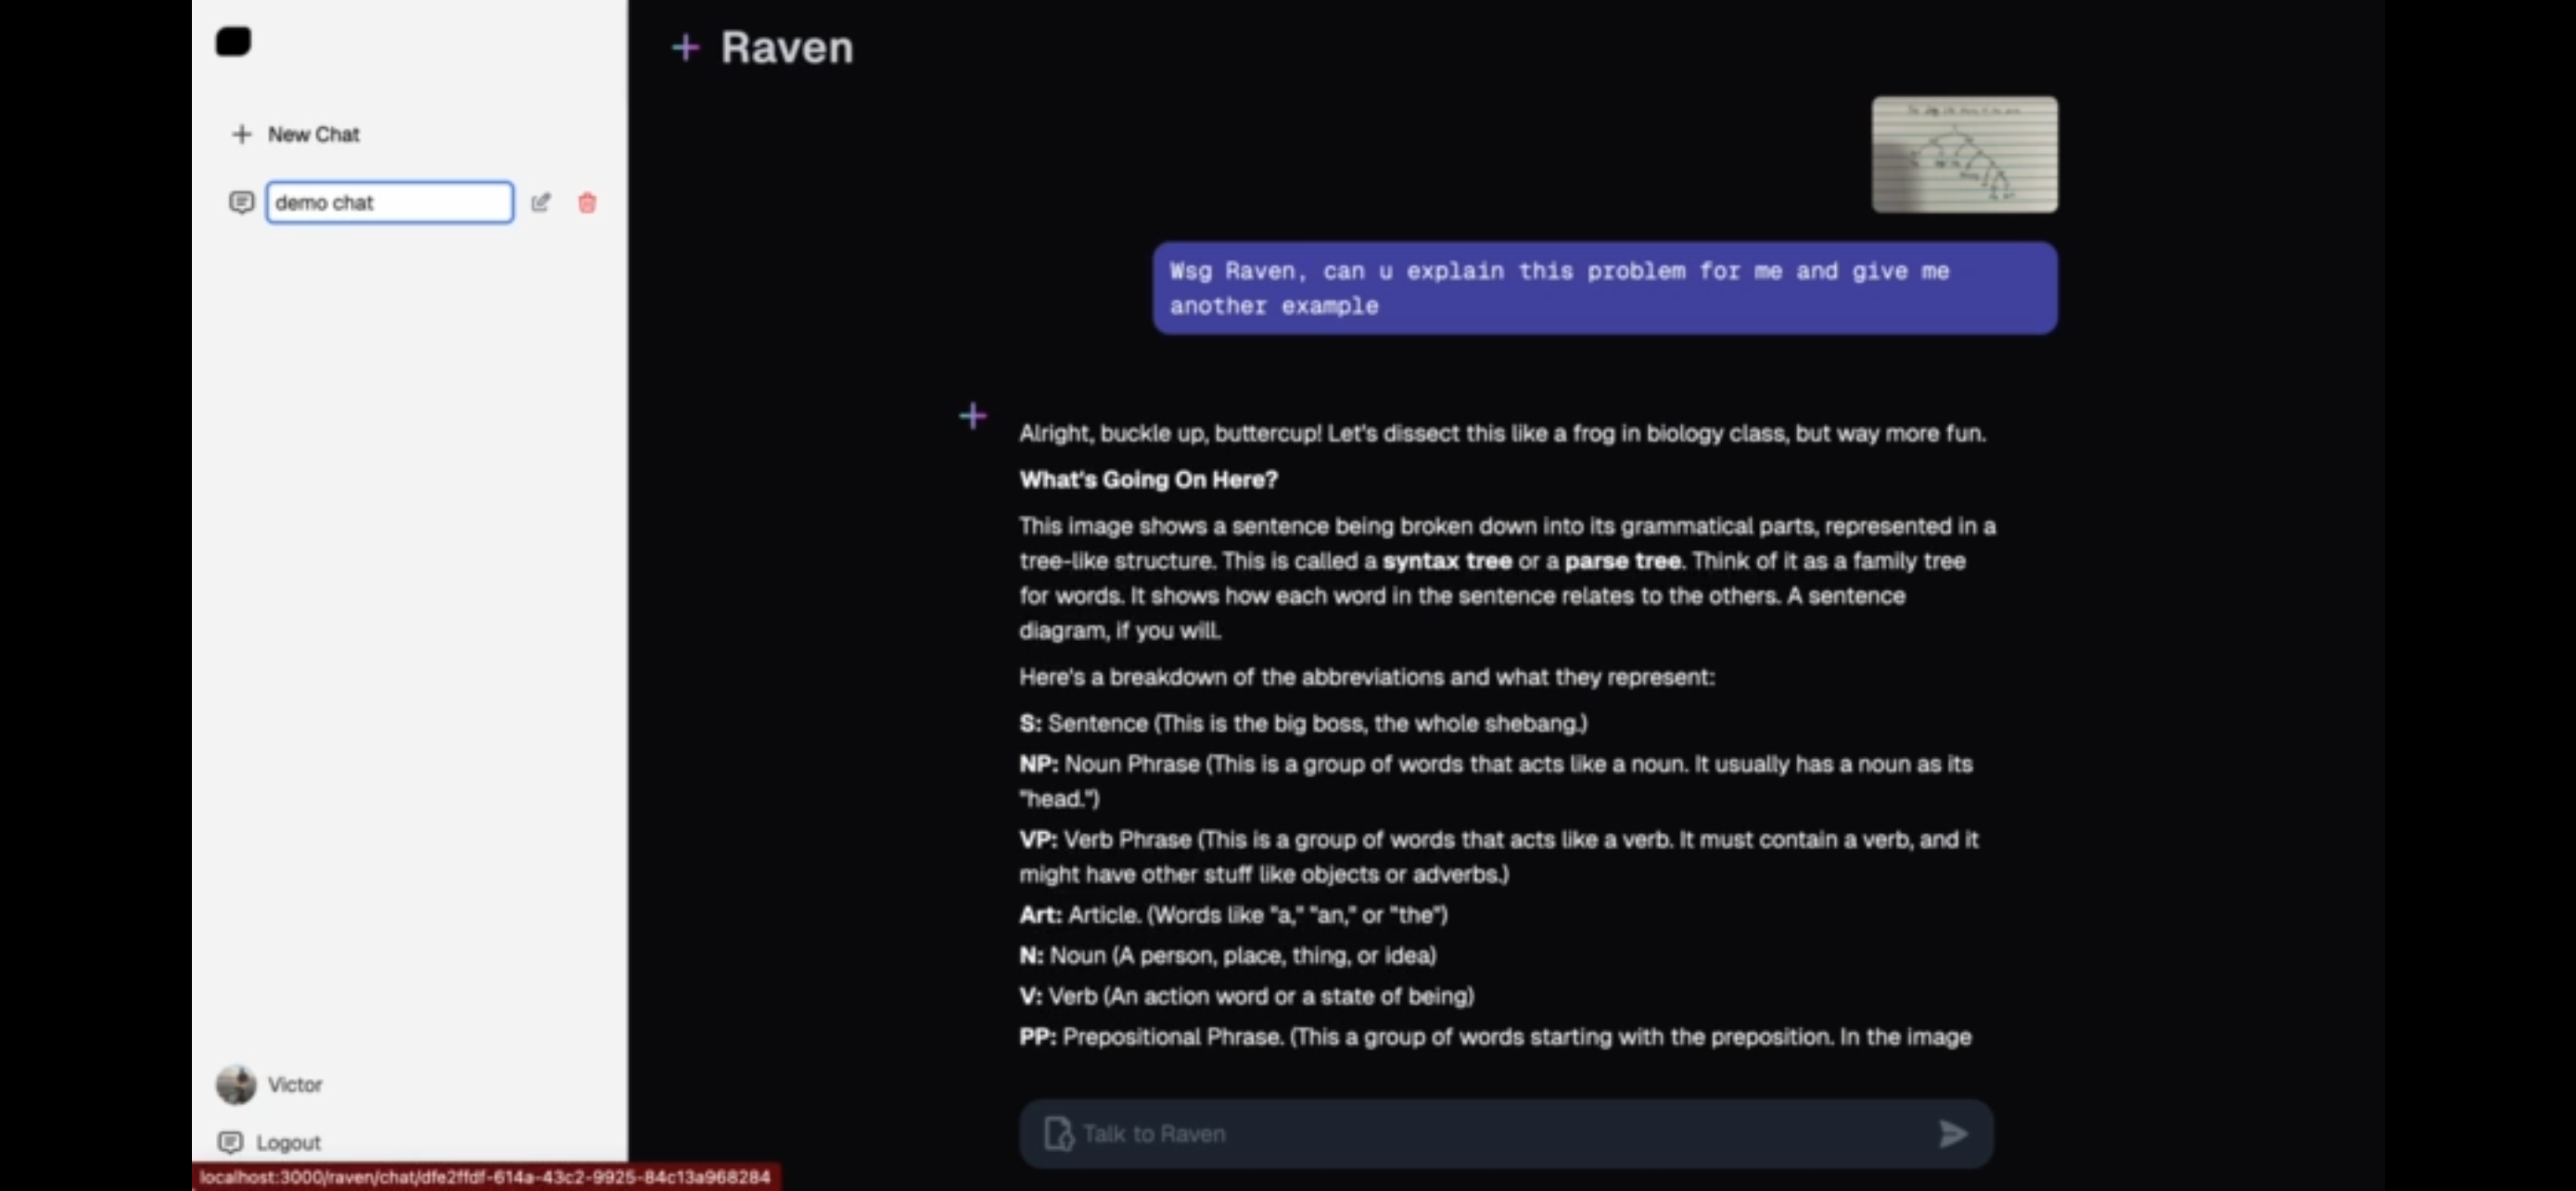 New Chat
demo chat
Victor
Logout
localhost:3000/raven/chat/dfe2ffdf-614a-43c2-9925-84c13a968284
Raven
Wsg Raven, can u explain this problem for me and give me
another example
Alright, buckle up, buttercup! Let's dissect this like a frog in biology class, but way more fun.
What's Going On Here?
This image shows a sentence being broken down into its grammatical parts, represented in a
tree-like structure. This is called a syntax tree or a parse tree. Think of it as a family tree
for words. It shows how each word in the sentence relates to the others. A sentence
diagram, if you will.
Here's a breakdown of the abbreviations and what they represent:
S: Sentence (This is the big boss, the whole shebang.)
NP: Noun Phrase (This is a group of words that acts like a noun. It usually has a noun as its
"head.")
VP: Verb Phrase (This is a group of words that acts like a verb. It must contain a verb, and it
might have other stuff like objects or adverbs.)
Art: Article. (Words like "a," "an," or "the")
N: Noun (A person, place, thing, or idea)
V: Verb (An action word or a state of being)
PP: Prepositional Phrase. (This a group of words starting with the preposition. In the image
Talk to Raven